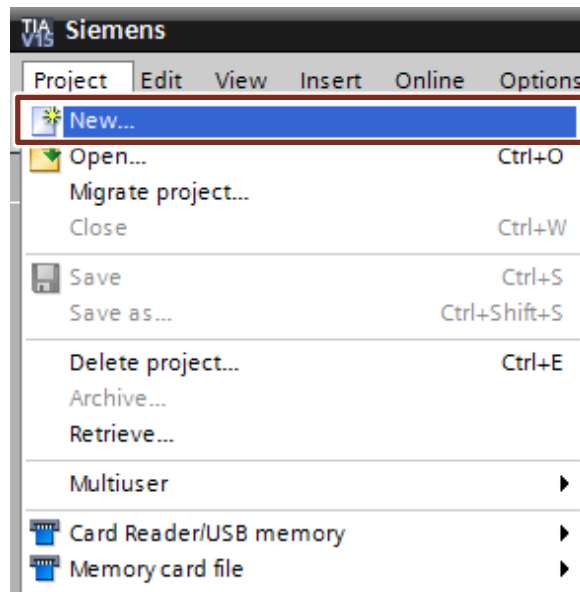 TIA V15 Siemens
Project Edit View Insert Online Options
New...
Open... Ctrl+O
Migrate project...
Close Ctrl+W
Save Ctrl+S
Save as... Ctrl+Shift+S
Delete project... Ctrl+E
Archive...
Retrieve...
Multiuser
Card Reader/USB memory
Memory card file